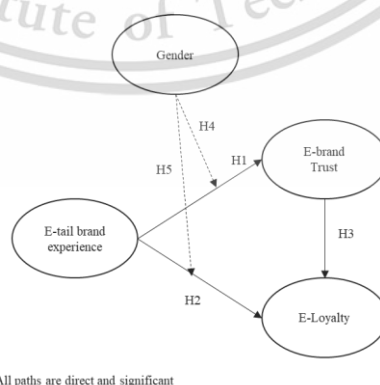 ute of Tec
Gender
H4
H5
H1
E-brand
Trust
E-tail brand
experience
H3
H2
E-Loyalty
All paths are direct and significant